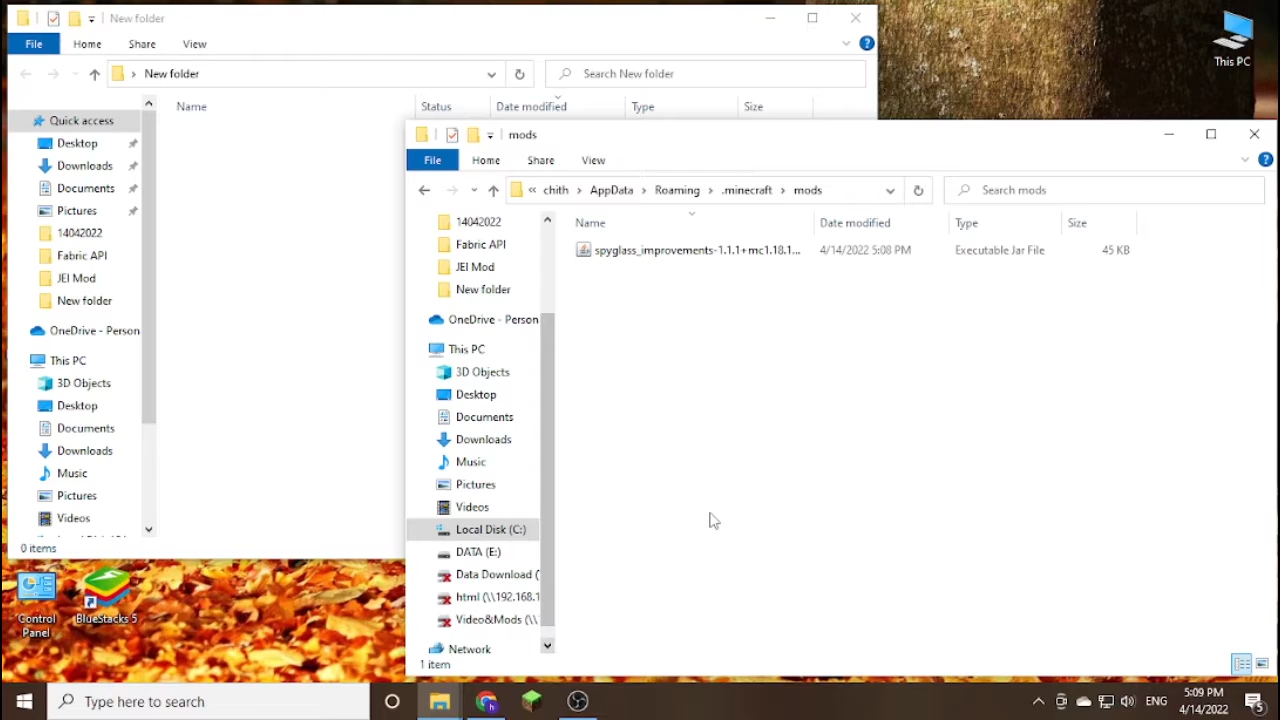 New folder
This PC
File
Home
Share
View
New folder
Search New folder
Name
Status
Date modified
Type
Size
Quick access
Desktop
Downloads
Documents
Pictures
14042022
Fabric API
JEI Mod
New folder
OneDrive - Person
This PC
3D Objects
Desktop
Documents
Downloads
Music
Pictures
Videos
0 items
mods
File
Home
Share
View
« chith > AppData > Roaming > .minecraft > mods
Search mods
Name
Date modified
Type
Size
spyglass_improvements-1.1.1+mc1.18.1...
4/14/2022 5:08 PM
Executable Jar File
45 KB
14042022
Fabric API
JEI Mod
New folder
OneDrive - Person
This PC
3D Objects
Desktop
Documents
Downloads
Music
Pictures
Videos
Local Disk (C:)
DATA (E:)
Data Download (
html (\\192.168.1
Video&Mods (\\
Network
1 item
Control
Panel
BlueStacks 5
Type here to search
ENG
5:09 PM
4/14/2022
5